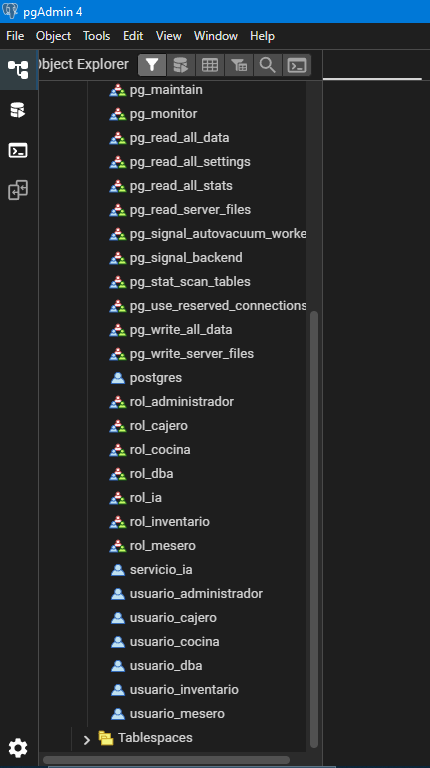 pgAdmin 4
File Object Tools Edit View Window Help
Object Explorer
pg_maintain
pg_monitor
pg_read_all_data
pg_read_all_settings
pg_read_all_stats
pg_read_server_files
pg_signal_autovacuum_worke
pg_signal_backend
pg_stat_scan_tables
pg_use_reserved_connections
pg_write_all_data
pg_write_server_files
postgres
rol_administrador
rol_cajero
rol_cocina
rol_dba
rol_ia
rol_inventario
rol_mesero
servicio_ia
usuario_administrador
usuario_cajero
usuario_cocina
usuario_dba
usuario_inventario
usuario_mesero
Tablespaces